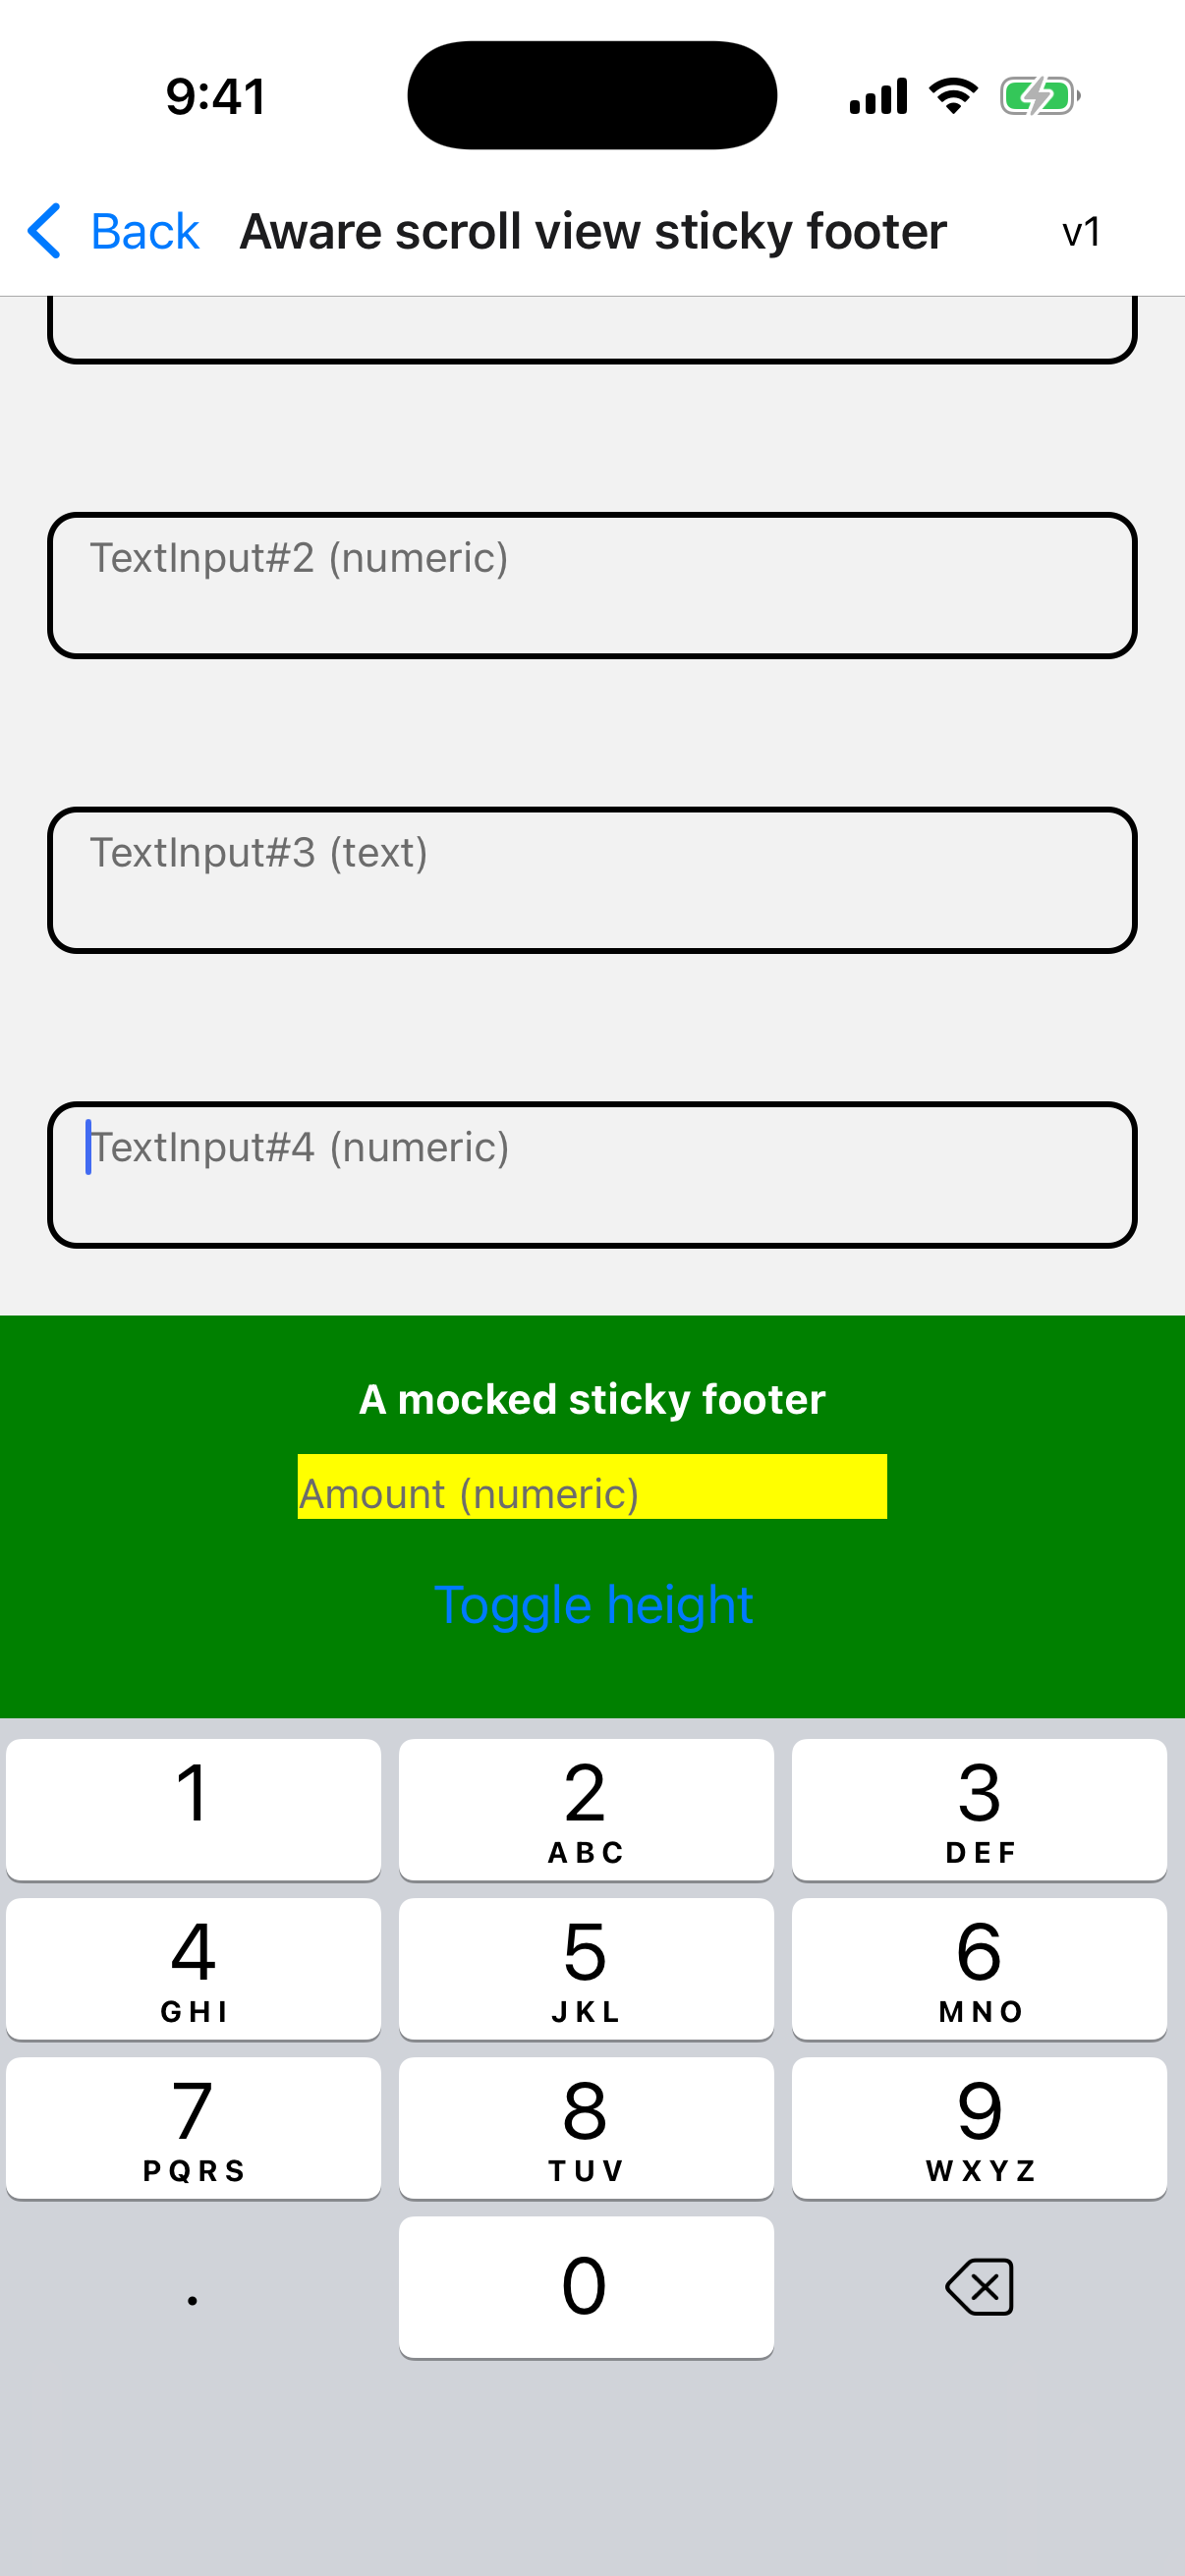 9:41
Back Aware scroll view sticky footer v1
TextInput#2 (numeric)
TextInput#3 (text)
TextInput#4 (numeric)
A mocked sticky footer
Amount (numeric)
Toggle height
1 2 3
ABC DEF
4 5 6
GHI JKL MNO
7 8 9
PQRS TUV WXYZ
. 0